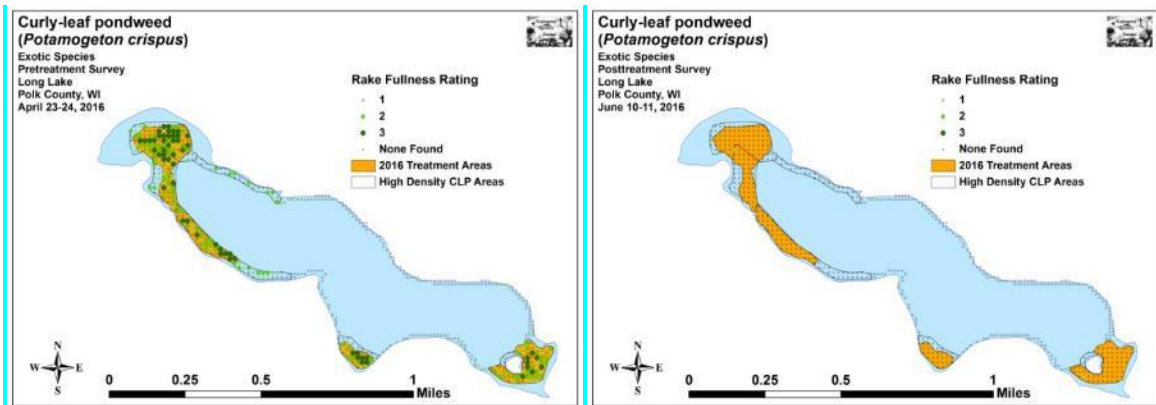 Curly-leaf pondweed
(Potamogeton crispus)
Exotic Species
Pretreatment Survey
Long Lake
Polk County, WI
April 23-24, 2016
Rake Fullness Rating
1
2
3
None Found
2016 Treatment Areas
High Density CLP Areas
N
W E
S
0 0.25 0.5 1
Miles
Curly-leaf pondweed
(Potamogeton crispus)
Exotic Species
Posttreatment Survey
Long Lake
Polk County, WI
June 10-11, 2016
Rake Fullness Rating
1
2
3
None Found
2016 Treatment Areas
High Density CLP Areas
N
W E
S
0 0.25 0.5 1
Miles